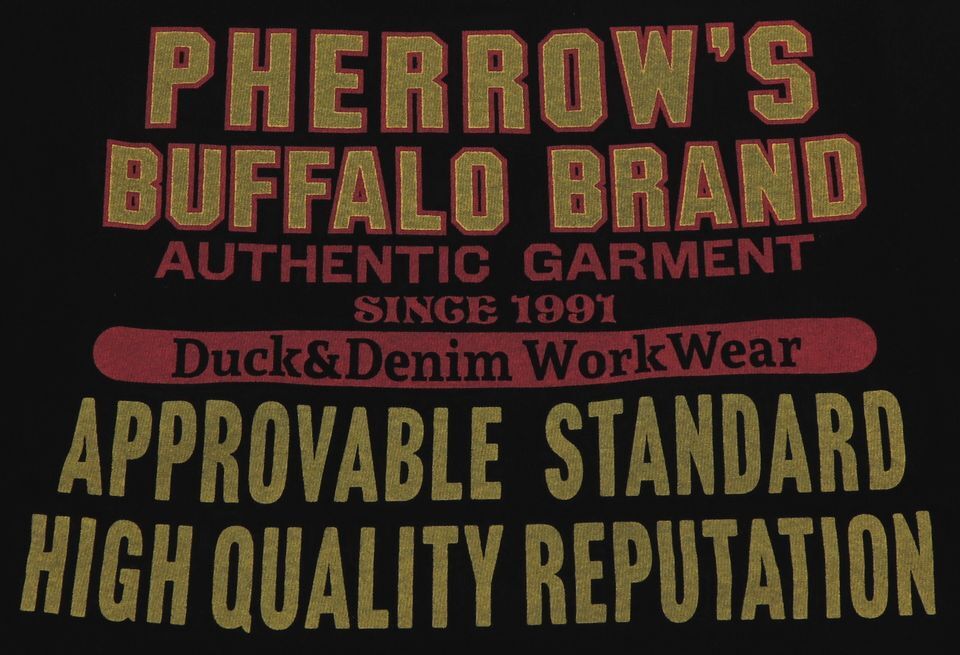 PHERROW'S
BUFFALO BRAND
AUTHENTIC GARMENT
SINCE 1991
Duck&Denim WorkWear
APPROVABLE STANDARD
HIGH QUALITY REPUTATION